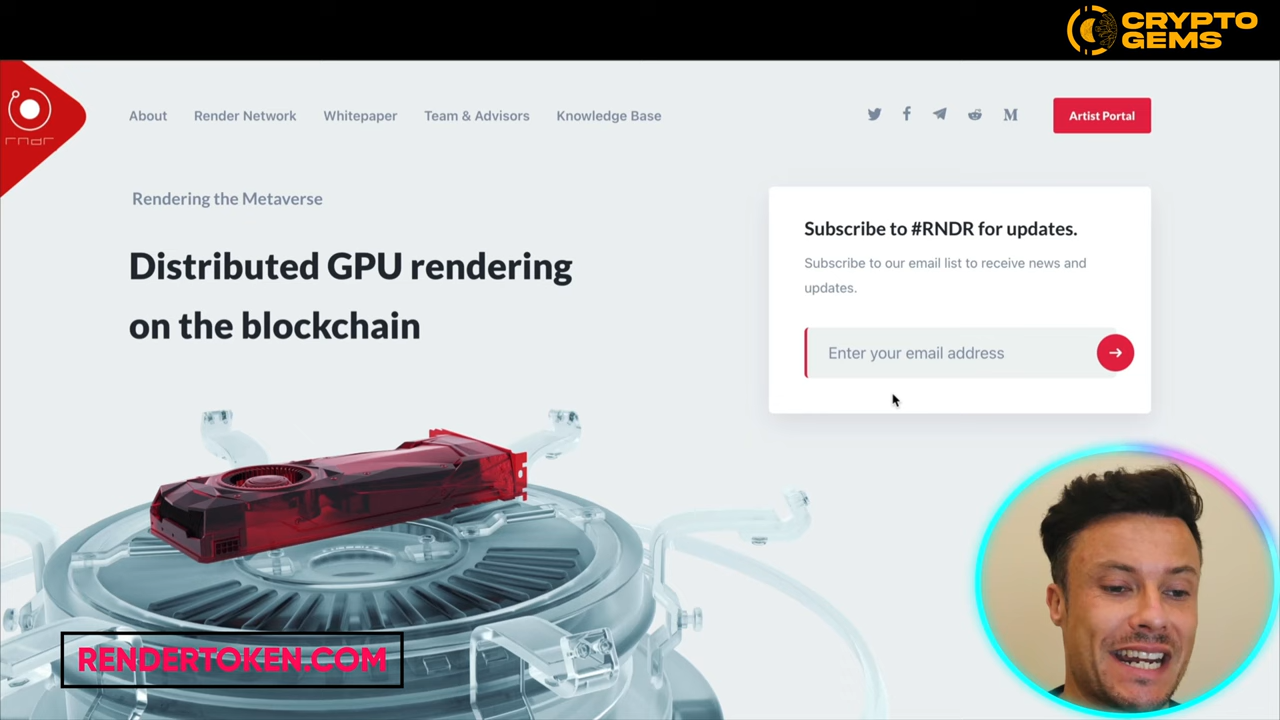 CRYPTO
GEMS
rndr
About Render Network Whitepaper Team & Advisors Knowledge Base
Artist Portal
Rendering the Metaverse
Distributed GPU rendering
on the blockchain
Subscribe to #RNDR for updates.
Subscribe to our email list to receive news and
updates.
Enter your email address
RENDERTOKEN.COM